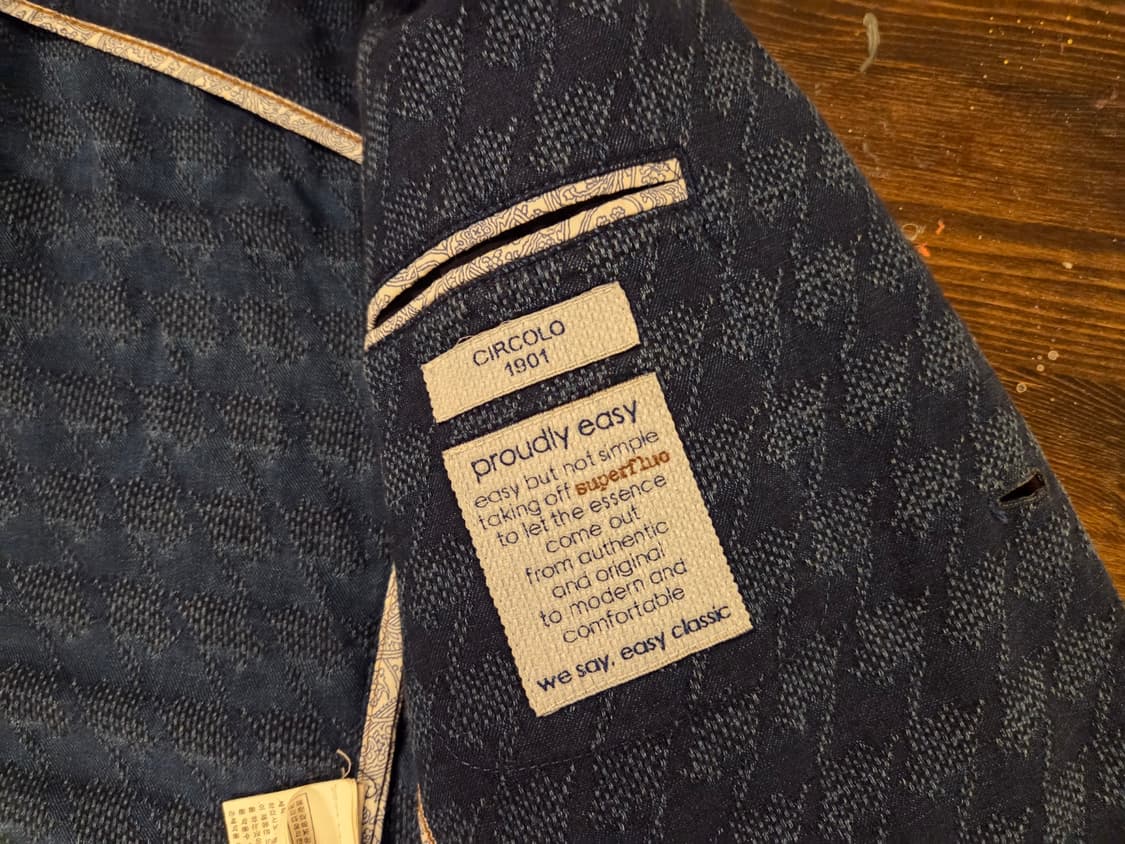 CIRCOLO
1901
proudly easy
easy but not simple
taking off superfluo
to let the essence
come out
from authentic
and original
to modern and
comfortable
we say, easy classic